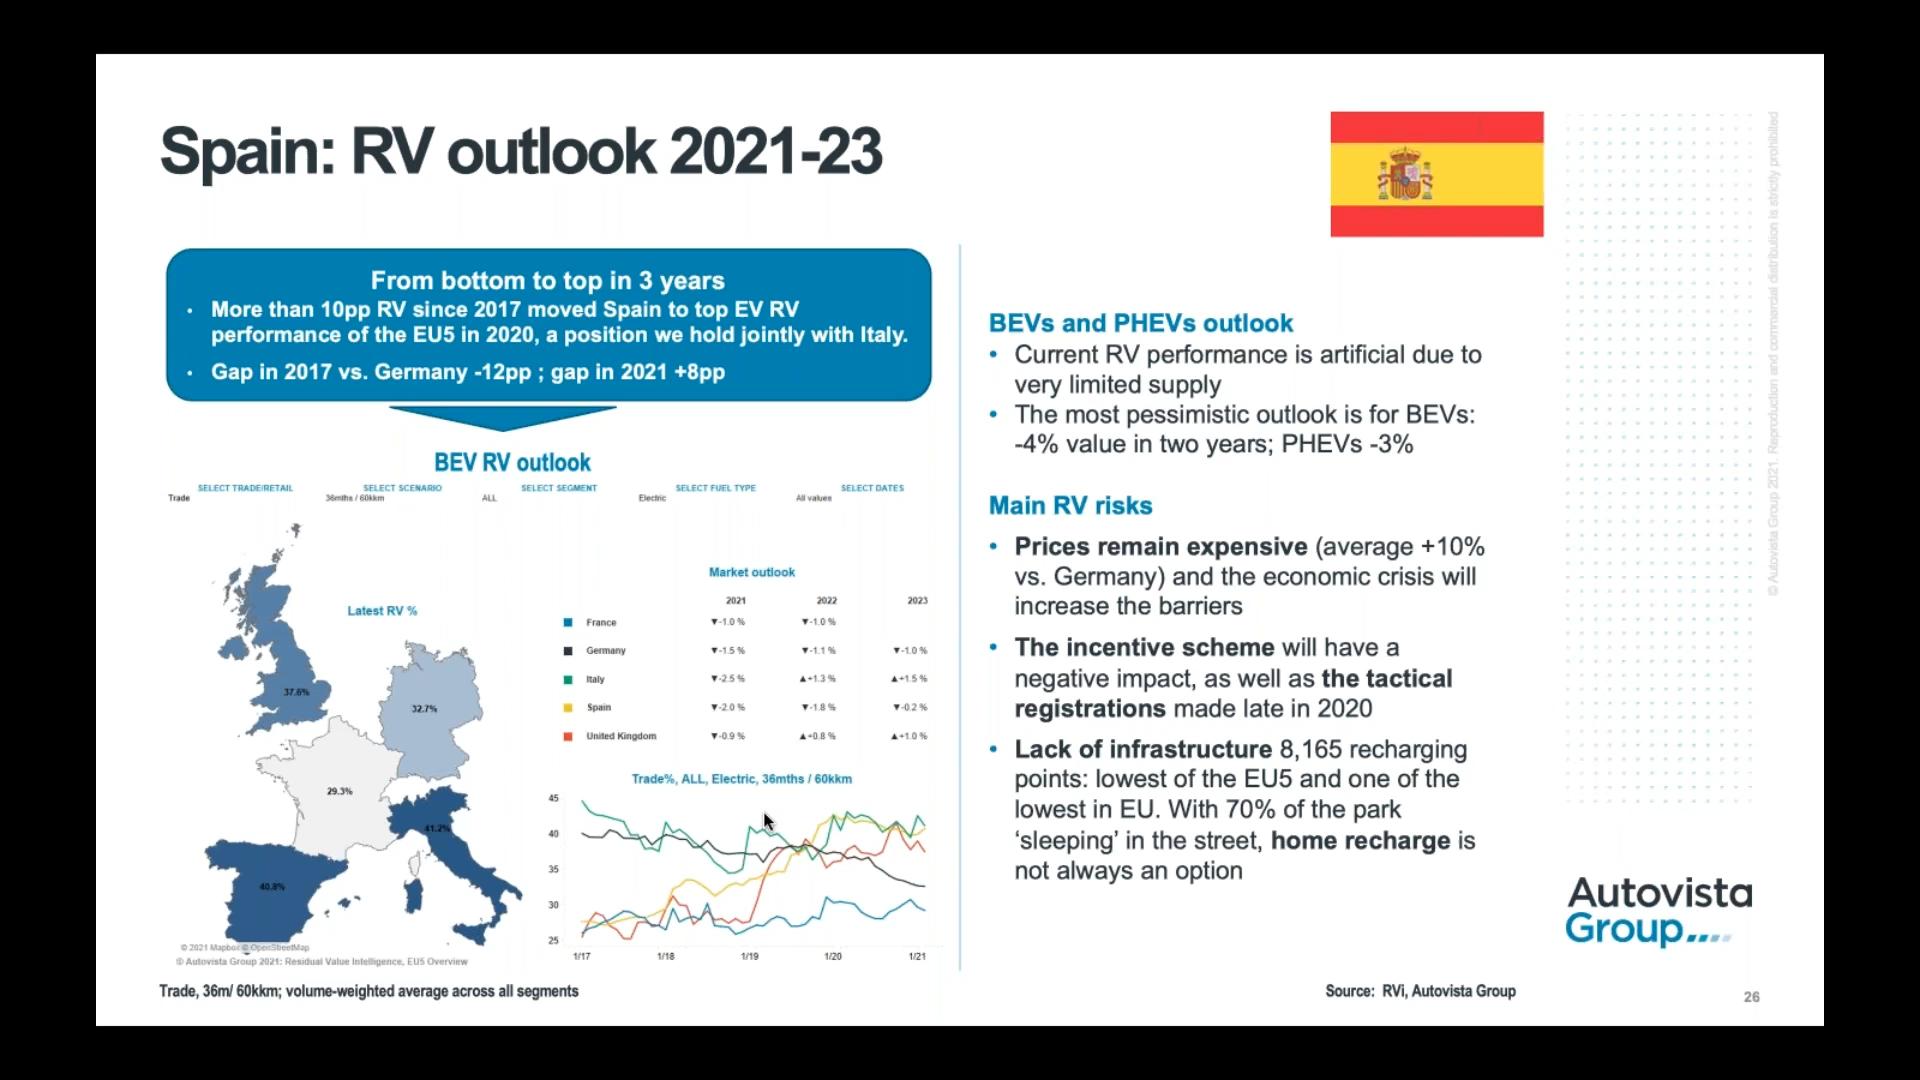 Spain: RV outlook 2021-23
From bottom to top in 3 years
• More than 10pp RV since 2017 moved Spain to top EV RV
performance of the EU5 in 2020, a position we hold jointly with Italy.
• Gap in 2017 vs. Germany -12pp ; gap in 2021 +8pp
BEV RV outlook
SELECT TRADE/RETAIL SELECT SCENARIO SELECT SEGMENT SELECT FUEL TYPE SELECT DATES
Trade 36mths / 60kkm ALL Electric All values
Latest RV %
37.6%
32.7%
29.3%
41.2%
40.8%
© 2021 Mapbox © OpenStreetMap
© Autovista Group 2021: Residual Value Intelligence, EU5 Overview
Market outlook
2021 2022 2023
France ▼-1.0 % ▼-1.0 %
Germany ▼-1.5 % ▼-1.1 % ▼-1.0 %
Italy ▼-2.5 % ▲+1.3 % ▲+1.5 %
Spain ▼-2.0 % ▼-1.8 % ▼-0.2 %
United Kingdom ▼-0.9 % ▲+0.8 % ▲+1.0 %
Trade%, ALL, Electric, 36mths / 60kkm
45
40
35
30
25
1/17 1/18 1/19 1/20 1/21
Trade, 36m/ 60kkm; volume-weighted average across all segments
BEVs and PHEVs outlook
• Current RV performance is artificial due to
very limited supply
• The most pessimistic outlook is for BEVs:
-4% value in two years; PHEVs -3%
Main RV risks
• Prices remain expensive (average +10%
vs. Germany) and the economic crisis will
increase the barriers
• The incentive scheme will have a
negative impact, as well as the tactical
registrations made late in 2020
• Lack of infrastructure 8,165 recharging
points: lowest of the EU5 and one of the
lowest in EU. With 70% of the park
‘sleeping’ in the street, home recharge is
not always an option
Source: RVi, Autovista Group
© Autovista Group 2021. Reproduction and commercial distribution is strictly prohibited
Autovista
Group
26